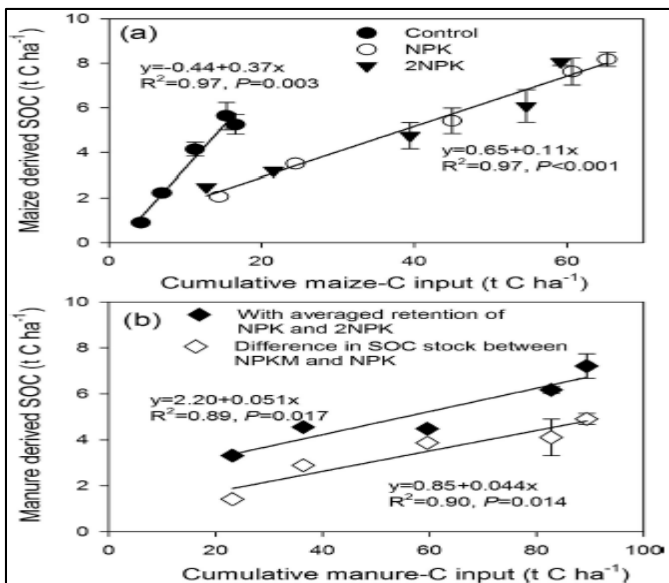 (a)
Control
NPK
2NPK
y=-0.44+0.37x
R²=0.97, P=0.003
y=0.65+0.11x
R²=0.97, P<0.001
Maize derived SOC (t C ha⁻¹)
10
8
6
4
2
0
0 20 40 60
Cumulative maize-C input (t C ha⁻¹)
(b)
With averaged retention of
NPK and 2NPK
Difference in SOC stock between
NPKM and NPK
y=2.20+0.051x
R²=0.89, P=0.017
y=0.85+0.044x
R²=0.90, P=0.014
Manure derived SOC (t C ha⁻¹)
10
8
6
4
2
0
0 20 40 60 80 100
Cumulative manure-C input (t C ha⁻¹)